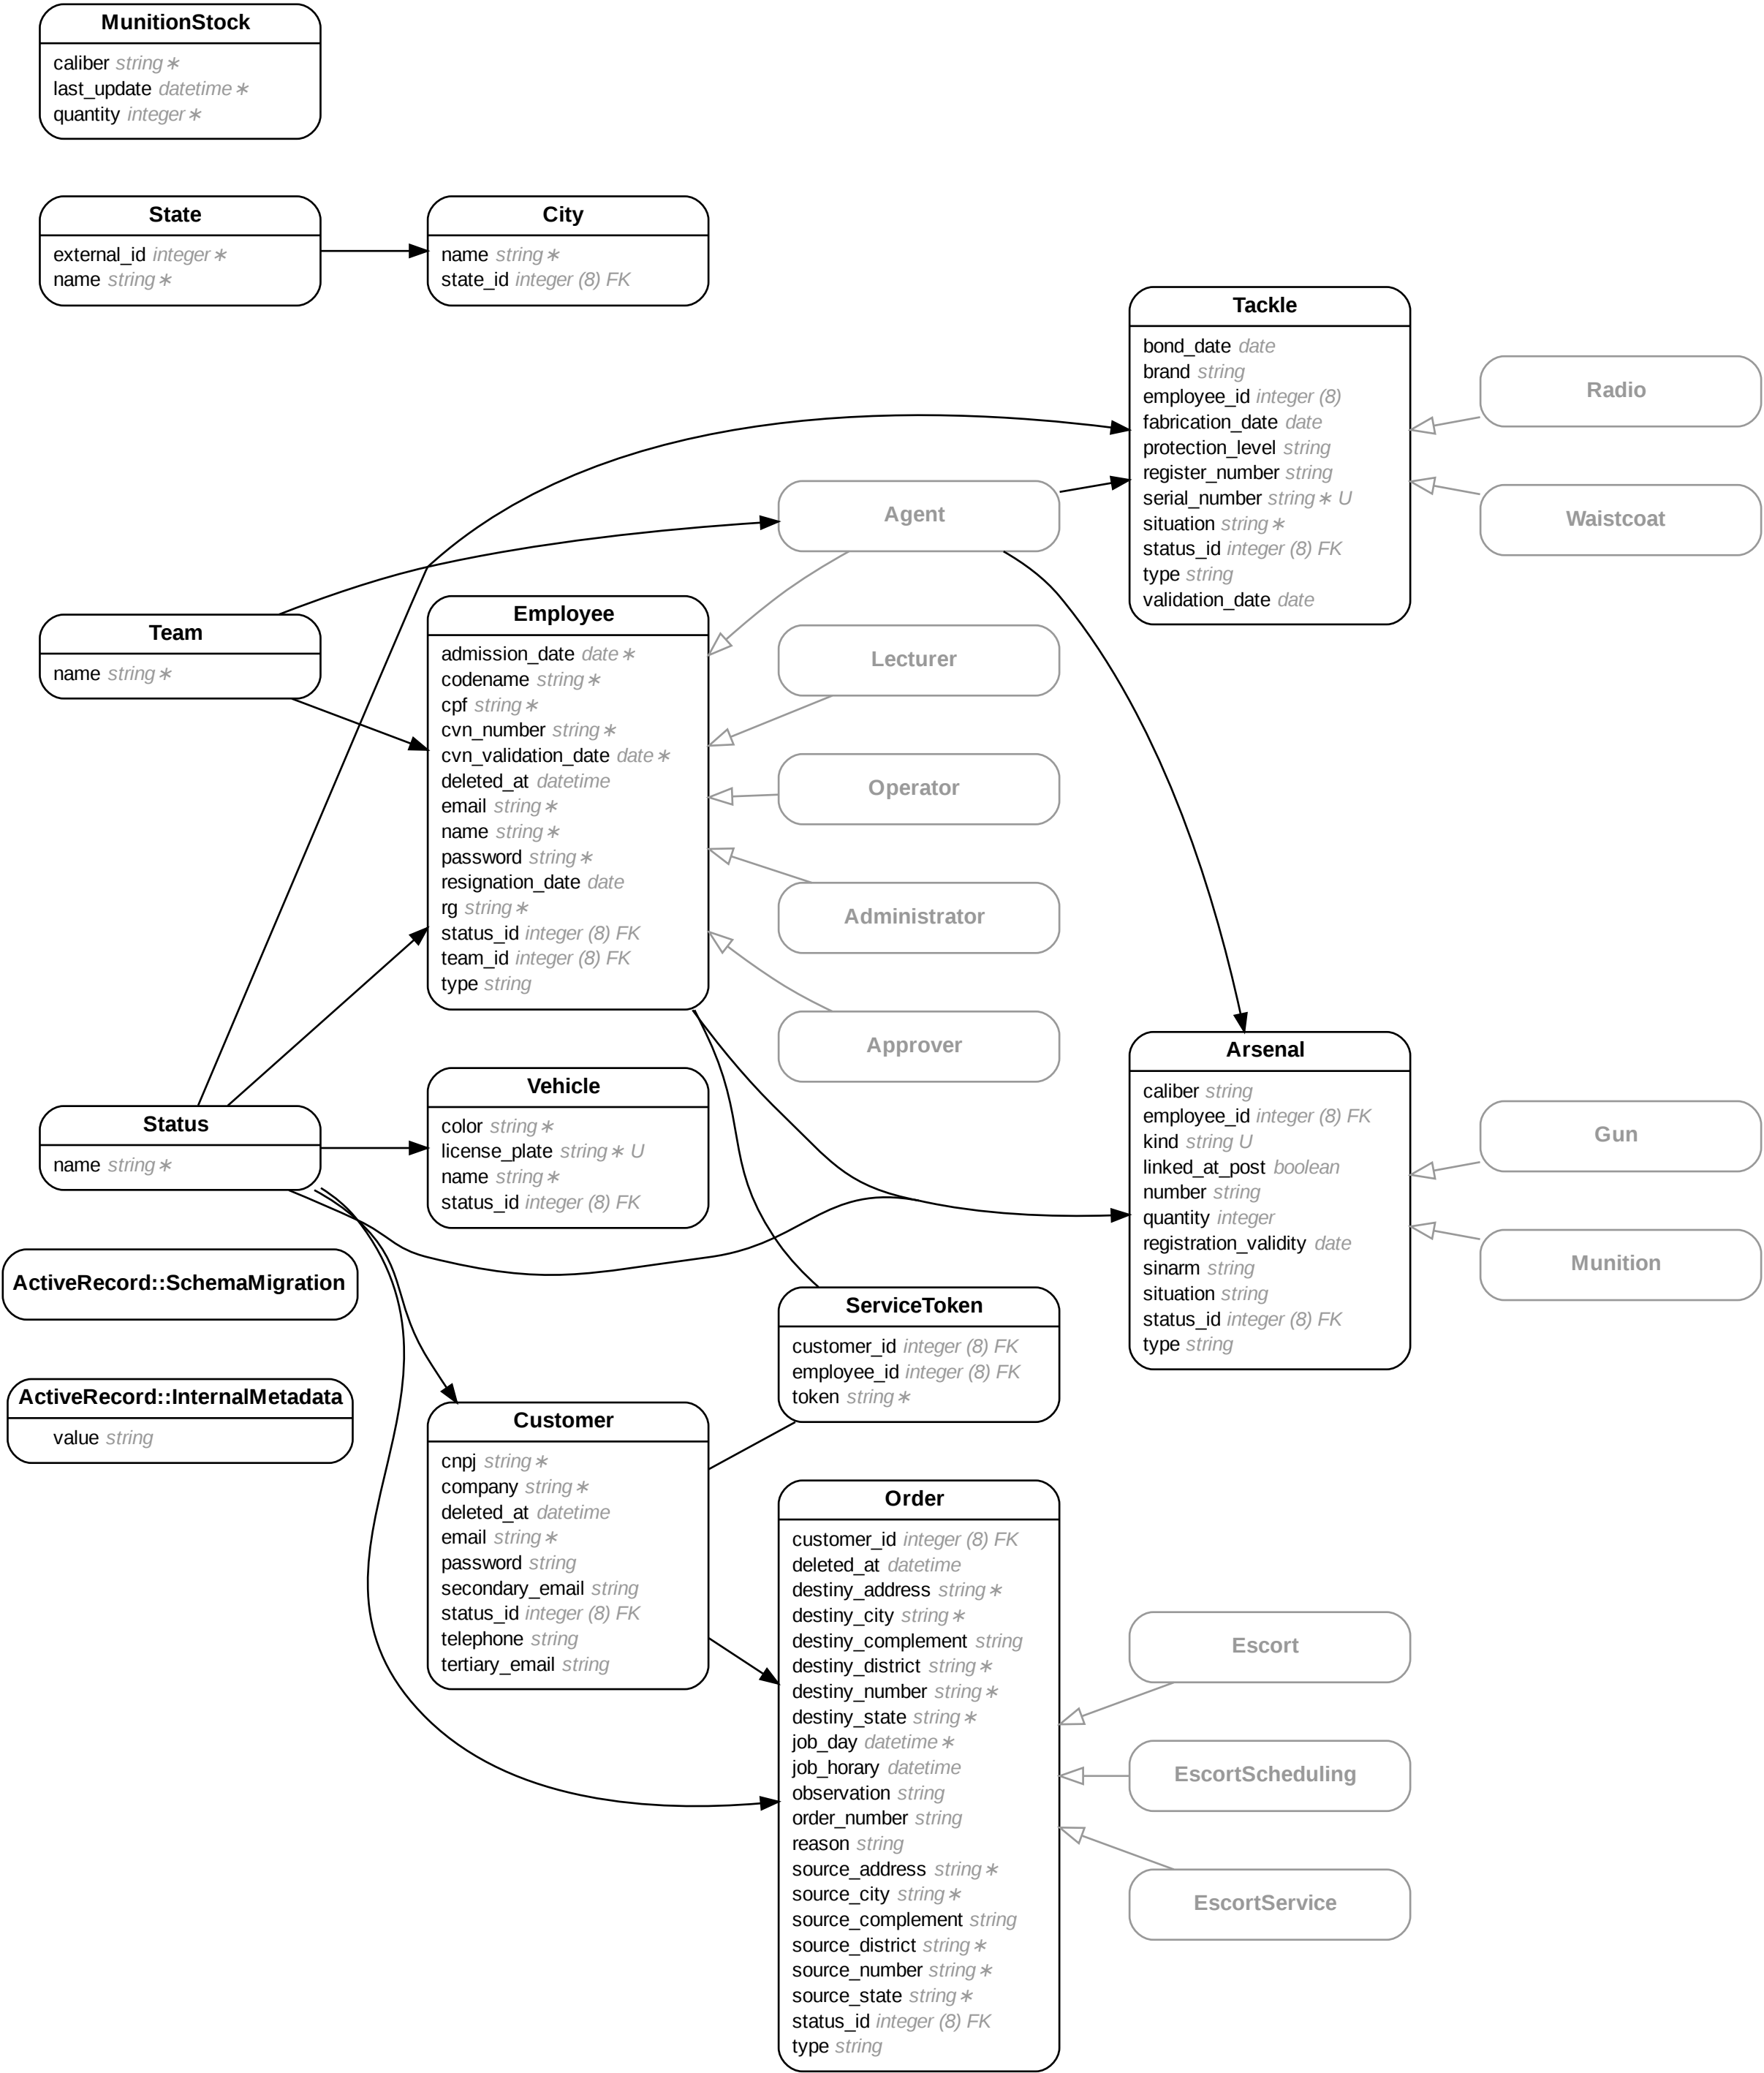 MunitionStock
caliber string∗
last_update datetime∗
quantity integer∗
State
external_id integer∗
name string∗
City
name string∗
state_id integer (8) FK
Tackle
bond_date date
brand string
employee_id integer (8)
fabrication_date date
protection_level string
register_number string
serial_number string∗ U
situation string∗
status_id integer (8) FK
type string
validation_date date
Radio
Waistcoat
Agent
Team
name string∗
Employee
admission_date date∗
codename string∗
cpf string∗
cvn_number string∗
cvn_validation_date date∗
deleted_at datetime
email string∗
name string∗
password string∗
resignation_date date
rg string∗
status_id integer (8) FK
team_id integer (8) FK
type string
Lecturer
Operator
Administrator
Approver
Status
name string∗
Vehicle
color string∗
license_plate string∗ U
name string∗
status_id integer (8) FK
Arsenal
caliber string
employee_id integer (8) FK
kind string U
linked_at_post boolean
number string
quantity integer
registration_validity date
sinarm string
situation string
status_id integer (8) FK
type string
Gun
Munition
ActiveRecord::SchemaMigration
ActiveRecord::InternalMetadata
value string
ServiceToken
customer_id integer (8) FK
employee_id integer (8) FK
token string∗
Customer
cnpj string∗
company string∗
deleted_at datetime
email string∗
password string
secondary_email string
status_id integer (8) FK
telephone string
tertiary_email string
Order
customer_id integer (8) FK
deleted_at datetime
destiny_address string∗
destiny_city string∗
destiny_complement string
destiny_district string∗
destiny_number string∗
destiny_state string∗
job_day datetime∗
job_horary datetime
observation string
order_number string
reason string
source_address string∗
source_city string∗
source_complement string
source_district string∗
source_number string∗
source_state string∗
status_id integer (8) FK
type string
Escort
EscortScheduling
EscortService